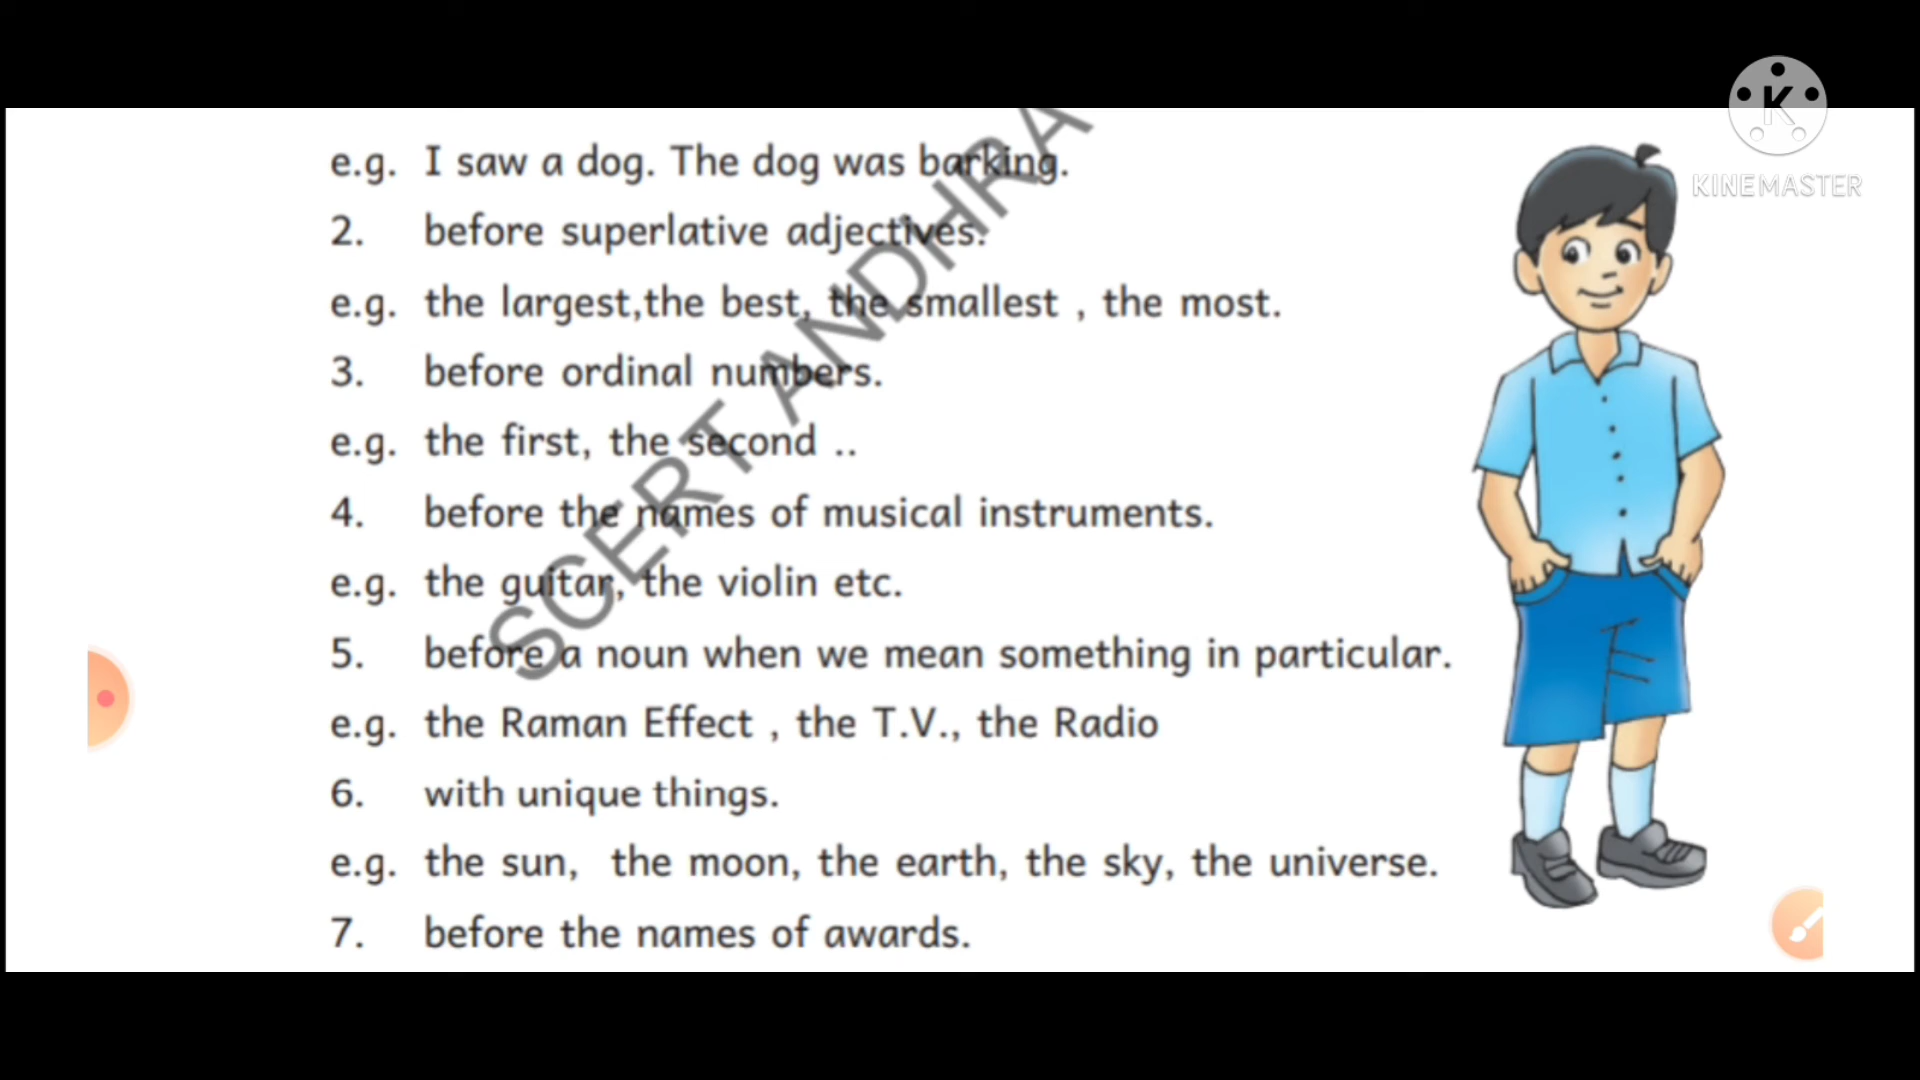 e.g. I saw a dog. The dog was barking.
2. before superlative adjectives.
e.g. the largest,the best, the smallest , the most.
3. before ordinal numbers.
e.g. the first, the second ..
4. before the names of musical instruments.
e.g. the guitar, the violin etc.
5. before a noun when we mean something in particular.
e.g. the Raman Effect , the T.V., the Radio
6. with unique things.
e.g. the sun, the moon, the earth, the sky, the universe.
7. before the names of awards.
SCERT ANDHRA
K
KINEMASTER